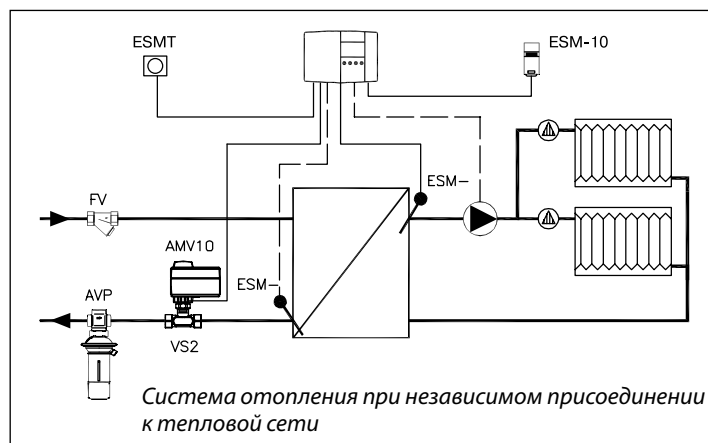 ESMT
ESM-10
ESM-
FV
AMV10
ESM-
AVP
VS2
Система отопления при независимом присоединении
к тепловой сети